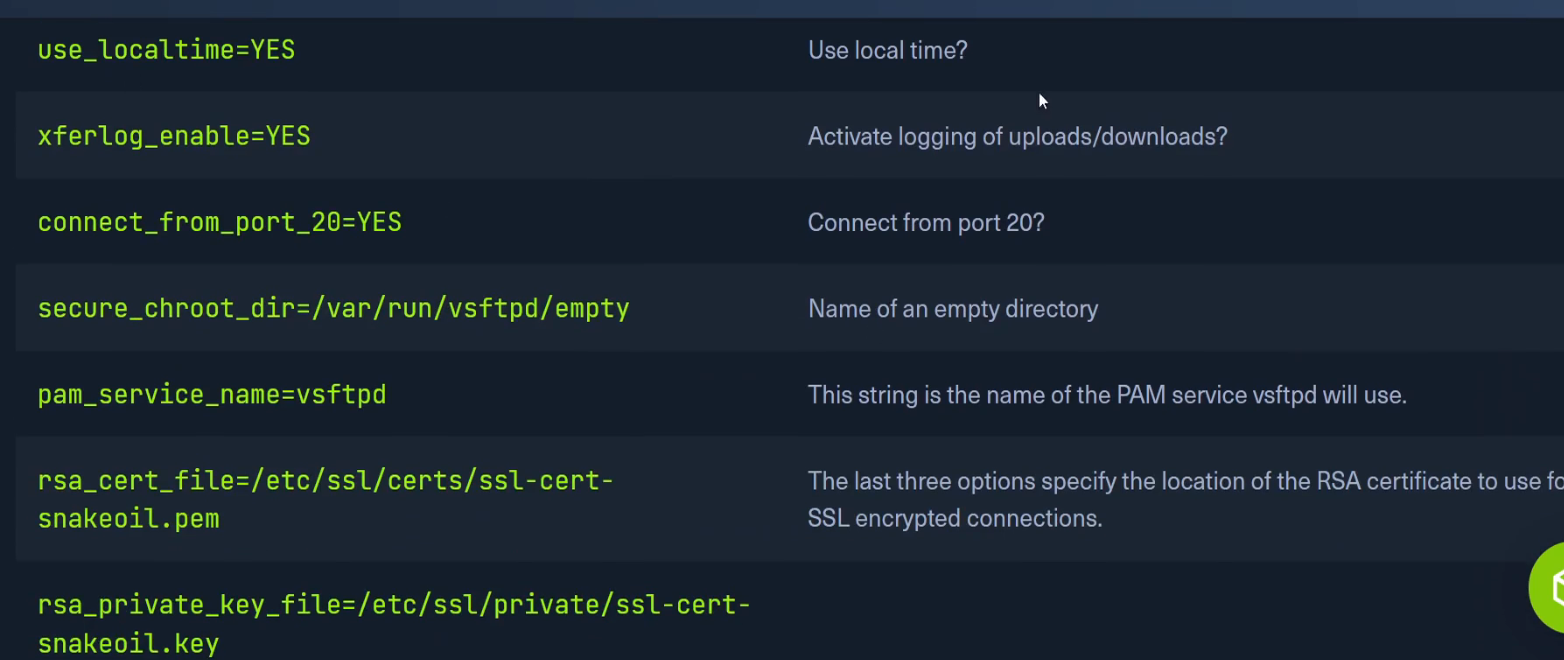 use_localtime=YES
Use local time?
xferlog_enable=YES
Activate logging of uploads/downloads?
connect_from_port_20=YES
Connect from port 20?
secure_chroot_dir=/var/run/vsftpd/empty
Name of an empty directory
pam_service_name=vsftpd
This string is the name of the PAM service vsftpd will use.
rsa_cert_file=/etc/ssl/certs/ssl-cert-
snakeoil.pem
The last three options specify the location of the RSA certificate to use
SSL encrypted connections.
rsa_private_key_file=/etc/ssl/private/ssl-cert-
snakeoil.key